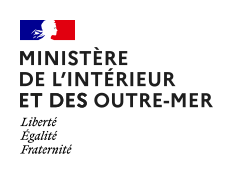 MINISTÈRE
DE L'INTÉRIEUR
ET DES OUTRE-MER
Liberté
Égalité
Fraternité